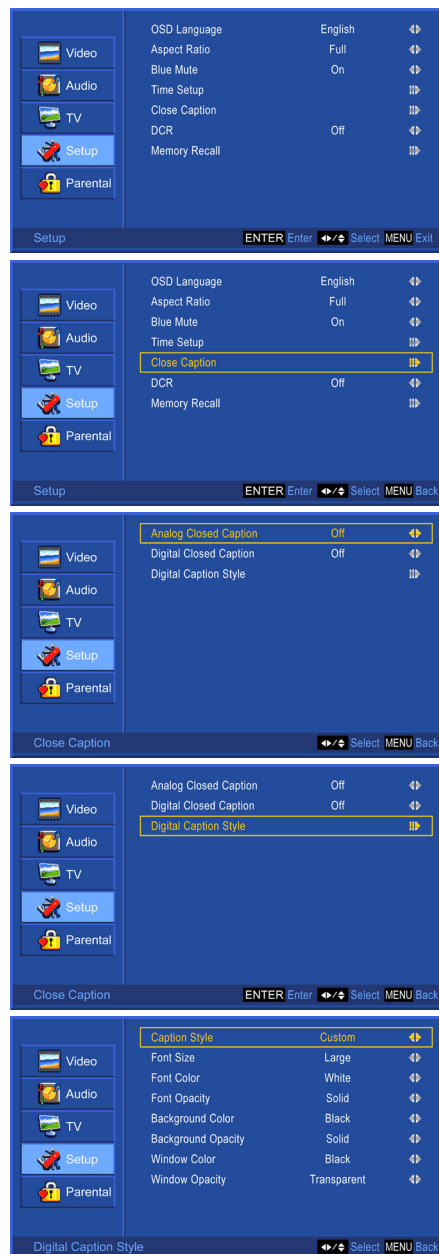 OSD Language English
Video Aspect Ratio Full
Blue Mute On
Audio Time Setup
TV Close Caption
DCR Off
Setup Memory Recall
Parental
Setup ENTER Enter / Select MENU Exit
OSD Language English
Video Aspect Ratio Full
Blue Mute On
Audio Time Setup
TV Close Caption
DCR Off
Setup Memory Recall
Parental
Setup ENTER Enter / Select MENU Back
Analog Closed Caption Off
Video Digital Closed Caption Off
Digital Caption Style
Audio
TV
Setup
Parental
Close Caption / Select MENU Back
Analog Closed Caption Off
Video Digital Closed Caption Off
Digital Caption Style
Audio
TV
Setup
Parental
Close Caption ENTER Enter / Select MENU Back
Caption Style Custom
Video Font Size Large
Font Color White
Audio Font Opacity Solid
TV Background Color Black
Background Opacity Solid
Setup Window Color Black
Window Opacity Transparent
Parental
Digital Caption Style / Select MENU Back